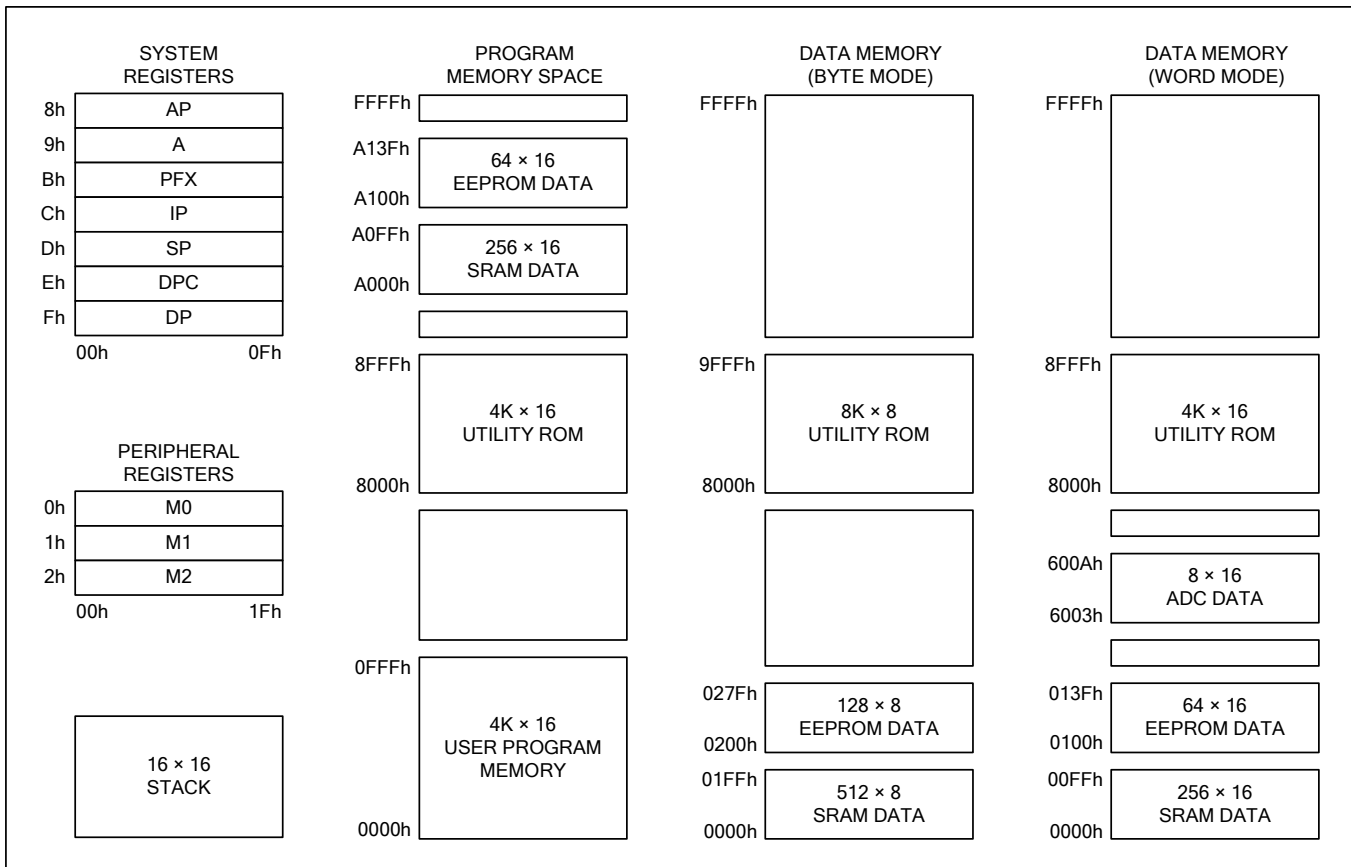 SYSTEM
REGISTERS
8h
AP
9h
A
Bh
PFX
Ch
IP
Dh
SP
Eh
DPC
Fh
DP
00h
0Fh
PERIPHERAL
REGISTERS
0h
M0
1h
M1
2h
M2
00h
1Fh
16 × 16
STACK
PROGRAM
MEMORY SPACE
FFFFh
A13Fh
64 × 16
EEPROM DATA
A100h
A0FFh
256 × 16
SRAM DATA
A000h
8FFFh
4K × 16
UTILITY ROM
8000h
0FFFh
4K × 16
USER PROGRAM
MEMORY
0000h
DATA MEMORY
(BYTE MODE)
FFFFh
9FFFh
8K × 8
UTILITY ROM
8000h
027Fh
128 × 8
EEPROM DATA
0200h
01FFh
512 × 8
SRAM DATA
0000h
DATA MEMORY
(WORD MODE)
FFFFh
8FFFh
4K × 16
UTILITY ROM
8000h
600Ah
8 × 16
ADC DATA
6003h
013Fh
64 × 16
EEPROM DATA
0100h
00FFh
256 × 16
SRAM DATA
0000h